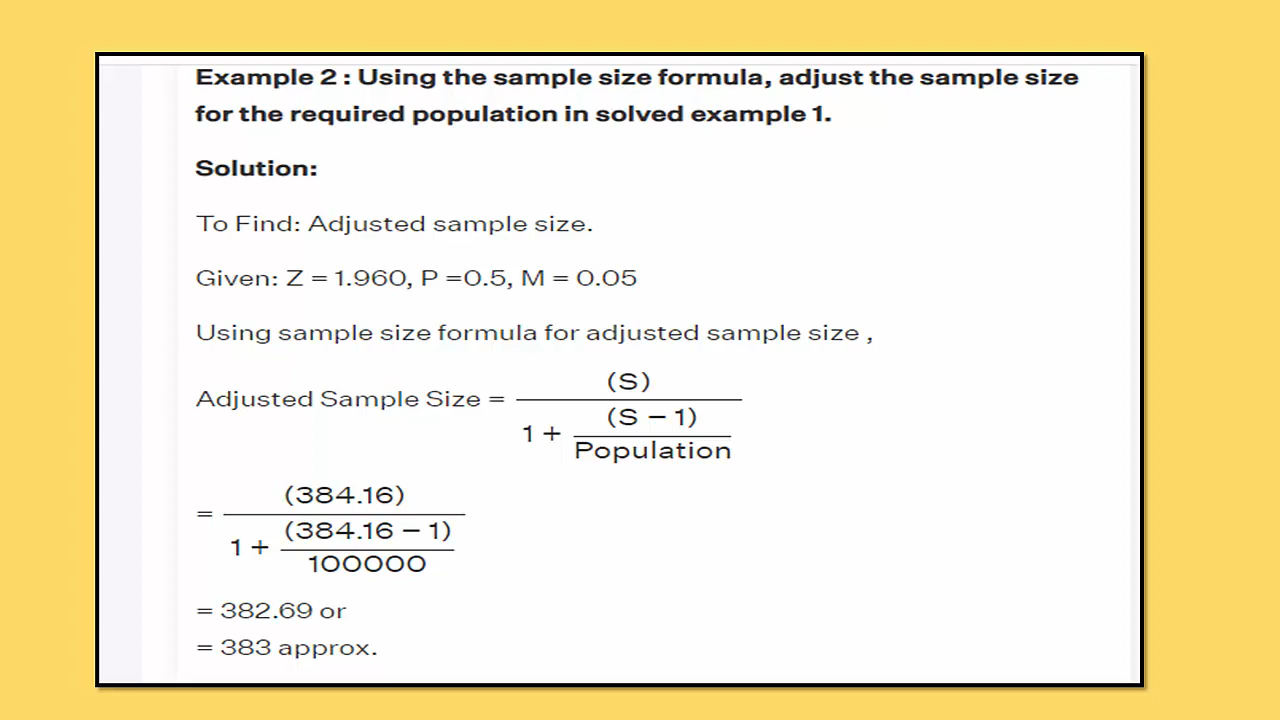 Example 2 : Using the sample size formula, adjust the sample size
for the required population in solved example 1.
Solution:
To Find: Adjusted sample size.
Given: Z = 1.960, P =0.5, M = 0.05
Using sample size formula for adjusted sample size ,
Adjusted Sample Size =
(S)
1 +
(S − 1)
Population
=
(384.16)
1 +
(384.16 − 1)
100000
= 382.69 or
= 383 approx.